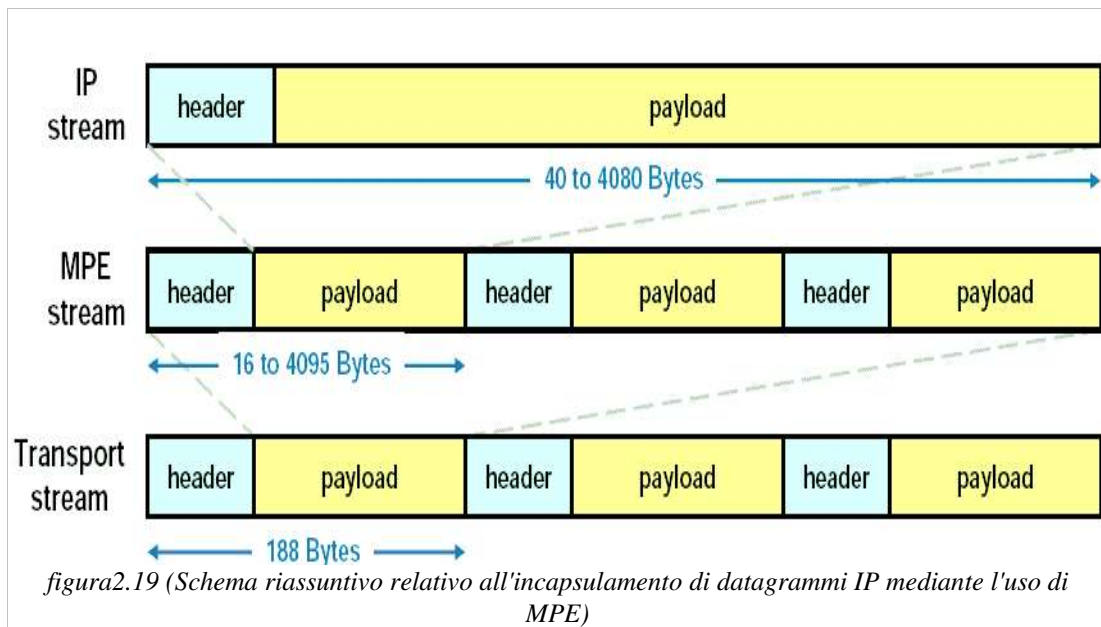 IP
stream
header payload
40 to 4080 Bytes
MPE
stream
header payload header payload header payload
16 to 4095 Bytes
Transport
stream
header payload header payload header payload
188 Bytes
figura2.19 (Schema riassuntivo relativo all'incapsulamento di datagrammi IP mediante l'uso di
MPE)